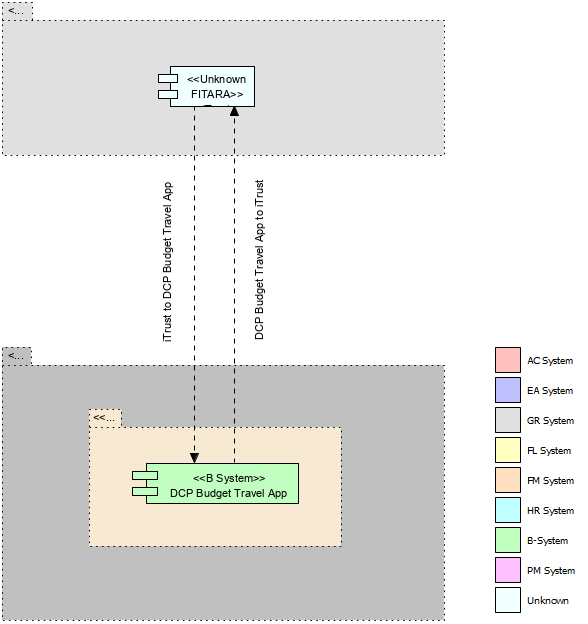 <...
<<Unknown
FITARA>>
iTrust to DCP Budget Travel App
DCP Budget Travel App to iTrust
<...
<<...
<<B System>>
DCP Budget Travel App
AC System
EA System
GR System
FL System
FM System
HR System
B-System
PM System
Unknown